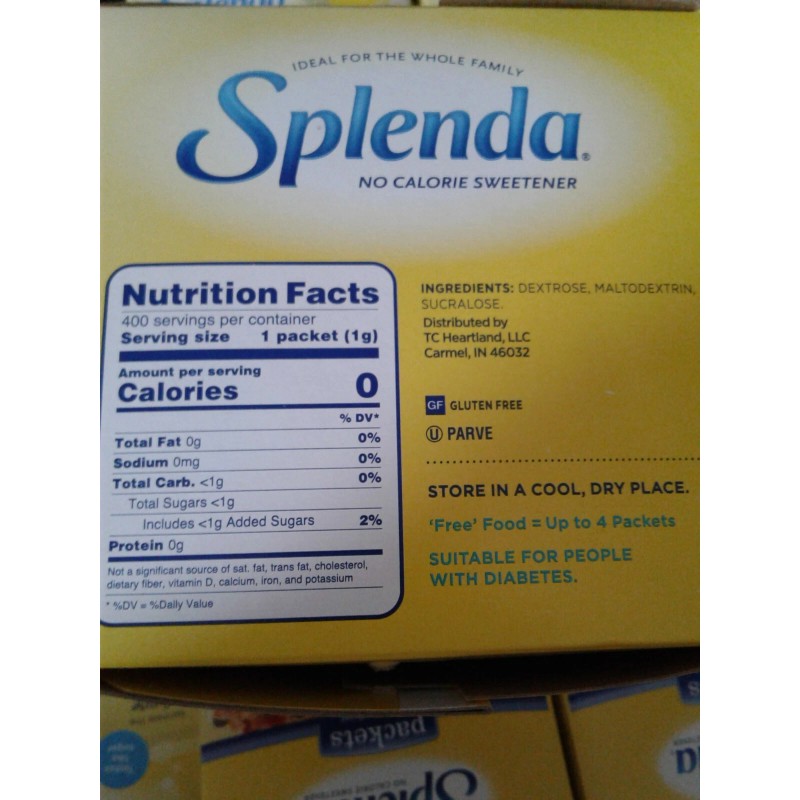 IDEAL FOR THE WHOLE FAMILY
Splenda®
NO CALORIE SWEETENER
Nutrition Facts
400 servings per container
Serving size 1 packet (1g)
Amount per serving
Calories 0
% DV*
Total Fat 0g 0%
Sodium 0mg 0%
Total Carb. <1g 0%
Total Sugars <1g
Includes <1g Added Sugars 2%
Protein 0g
Not a significant source of sat. fat, trans fat, cholesterol,
dietary fiber, vitamin D, calcium, iron, and potassium
* %DV = %Daily Value
INGREDIENTS: DEXTROSE, MALTODEXTRIN,
SUCRALOSE.
Distributed by
TC Heartland, LLC
Carmel, IN 46032
GF GLUTEN FREE
U PARVE
STORE IN A COOL, DRY PLACE.
'Free' Food = Up to 4 Packets
SUITABLE FOR PEOPLE
WITH DIABETES.
packets
NO CALORIE SWEETENER